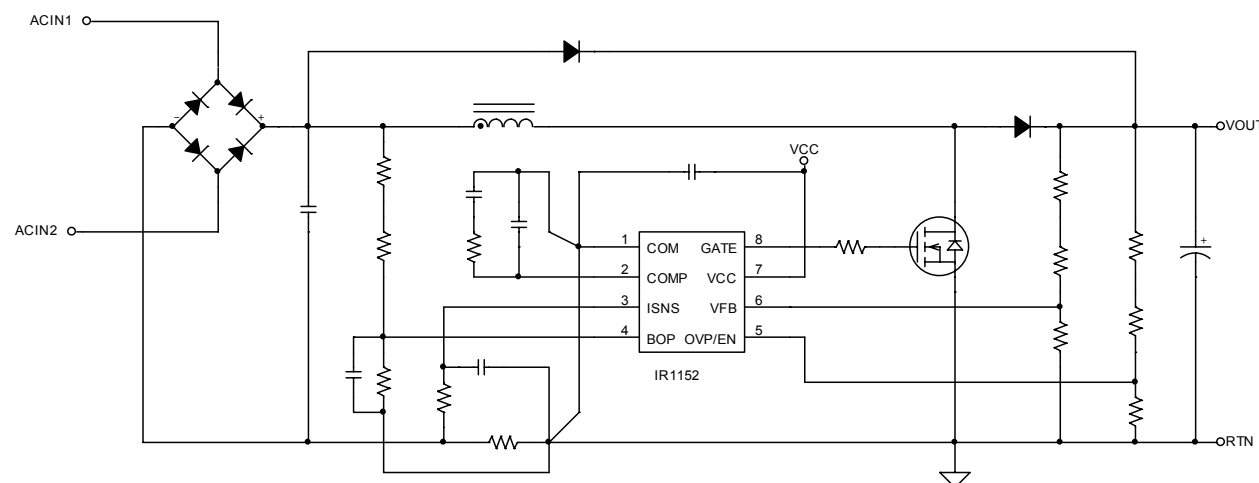 ACIN1
ACIN2
VCC
VOUT
1 COM GATE 8
2 COMP VCC 7
3 ISNS VFB 6
4 BOP OVP/EN 5
IR1152
RTN